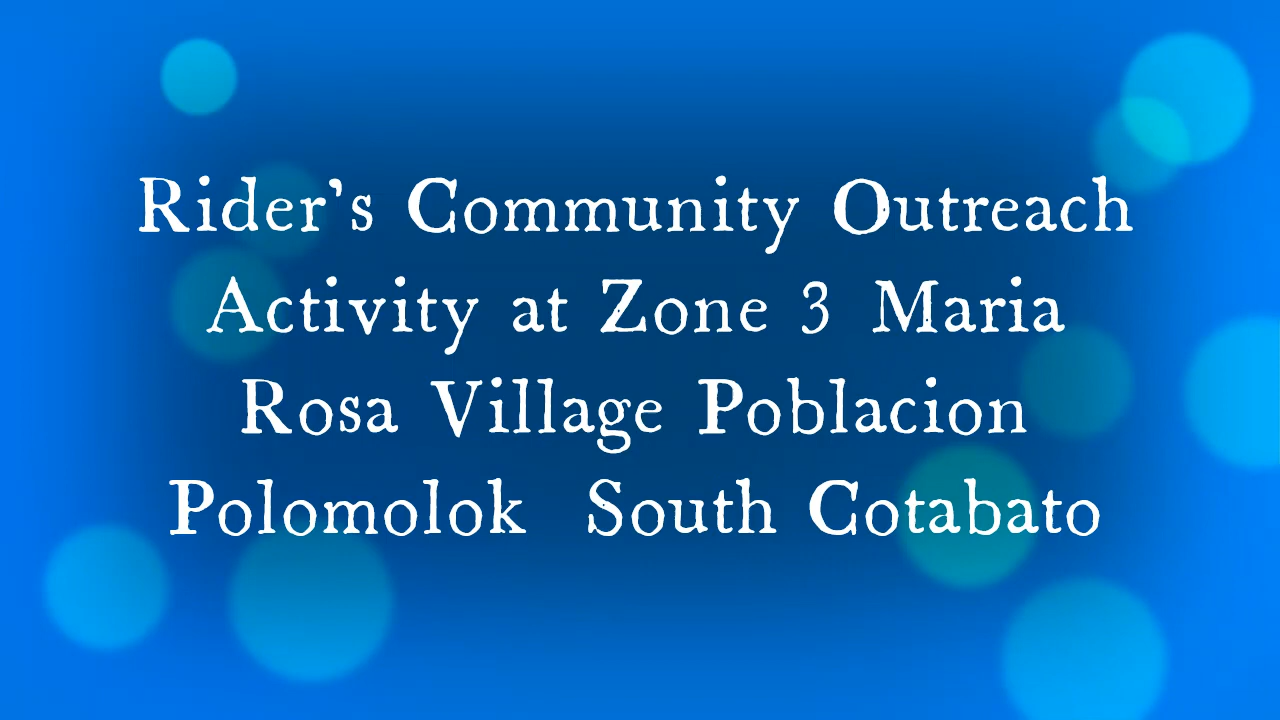 Rider's Community Outreach
Activity at Zone 3 Maria
Rosa Village Poblacion
Polomolok South Cotabato